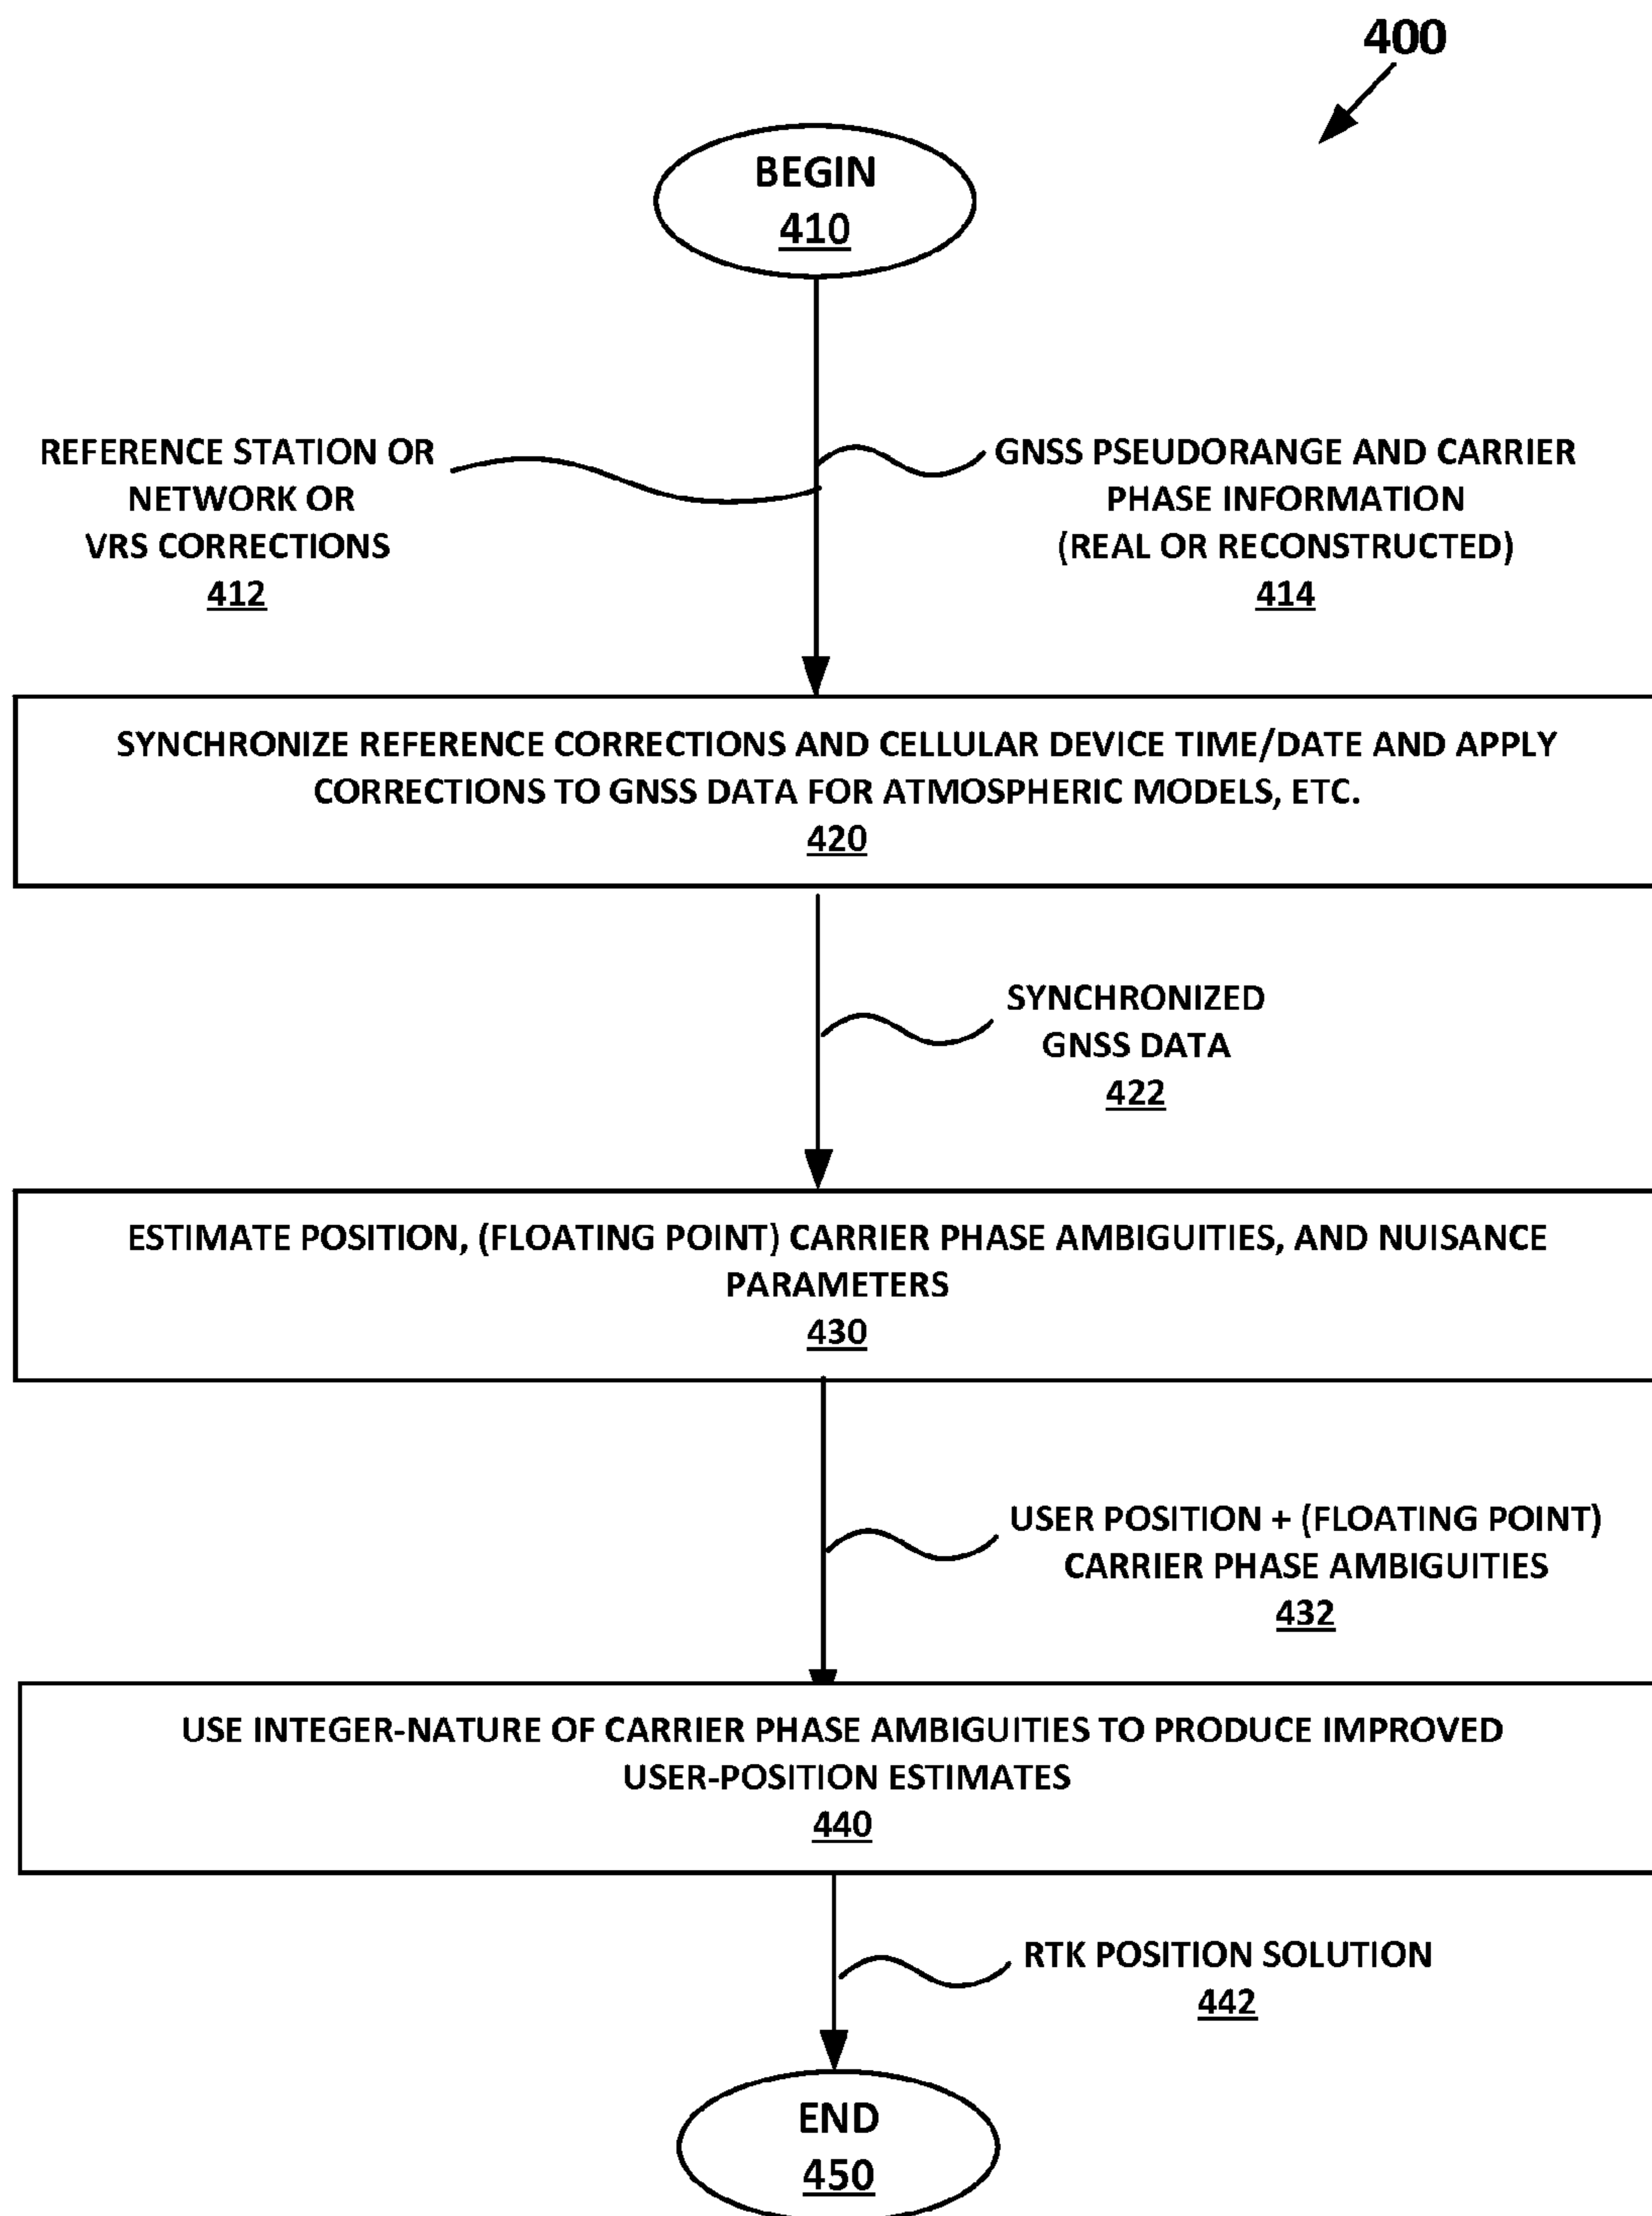 400
BEGIN
410
REFERENCE STATION OR
NETWORK OR
VRS CORRECTIONS
412
GNSS PSEUDORANGE AND CARRIER
PHASE INFORMATION
(REAL OR RECONSTRUCTED)
414
SYNCHRONIZE REFERENCE CORRECTIONS AND CELLULAR DEVICE TIME/DATE AND APPLY
CORRECTIONS TO GNSS DATA FOR ATMOSPHERIC MODELS, ETC.
420
SYNCHRONIZED
GNSS DATA
422
ESTIMATE POSITION, (FLOATING POINT) CARRIER PHASE AMBIGUITIES, AND NUISANCE
PARAMETERS
430
USER POSITION + (FLOATING POINT)
CARRIER PHASE AMBIGUITIES
432
USE INTEGER-NATURE OF CARRIER PHASE AMBIGUITIES TO PRODUCE IMPROVED
USER-POSITION ESTIMATES
440
RTK POSITION SOLUTION
442
END
450